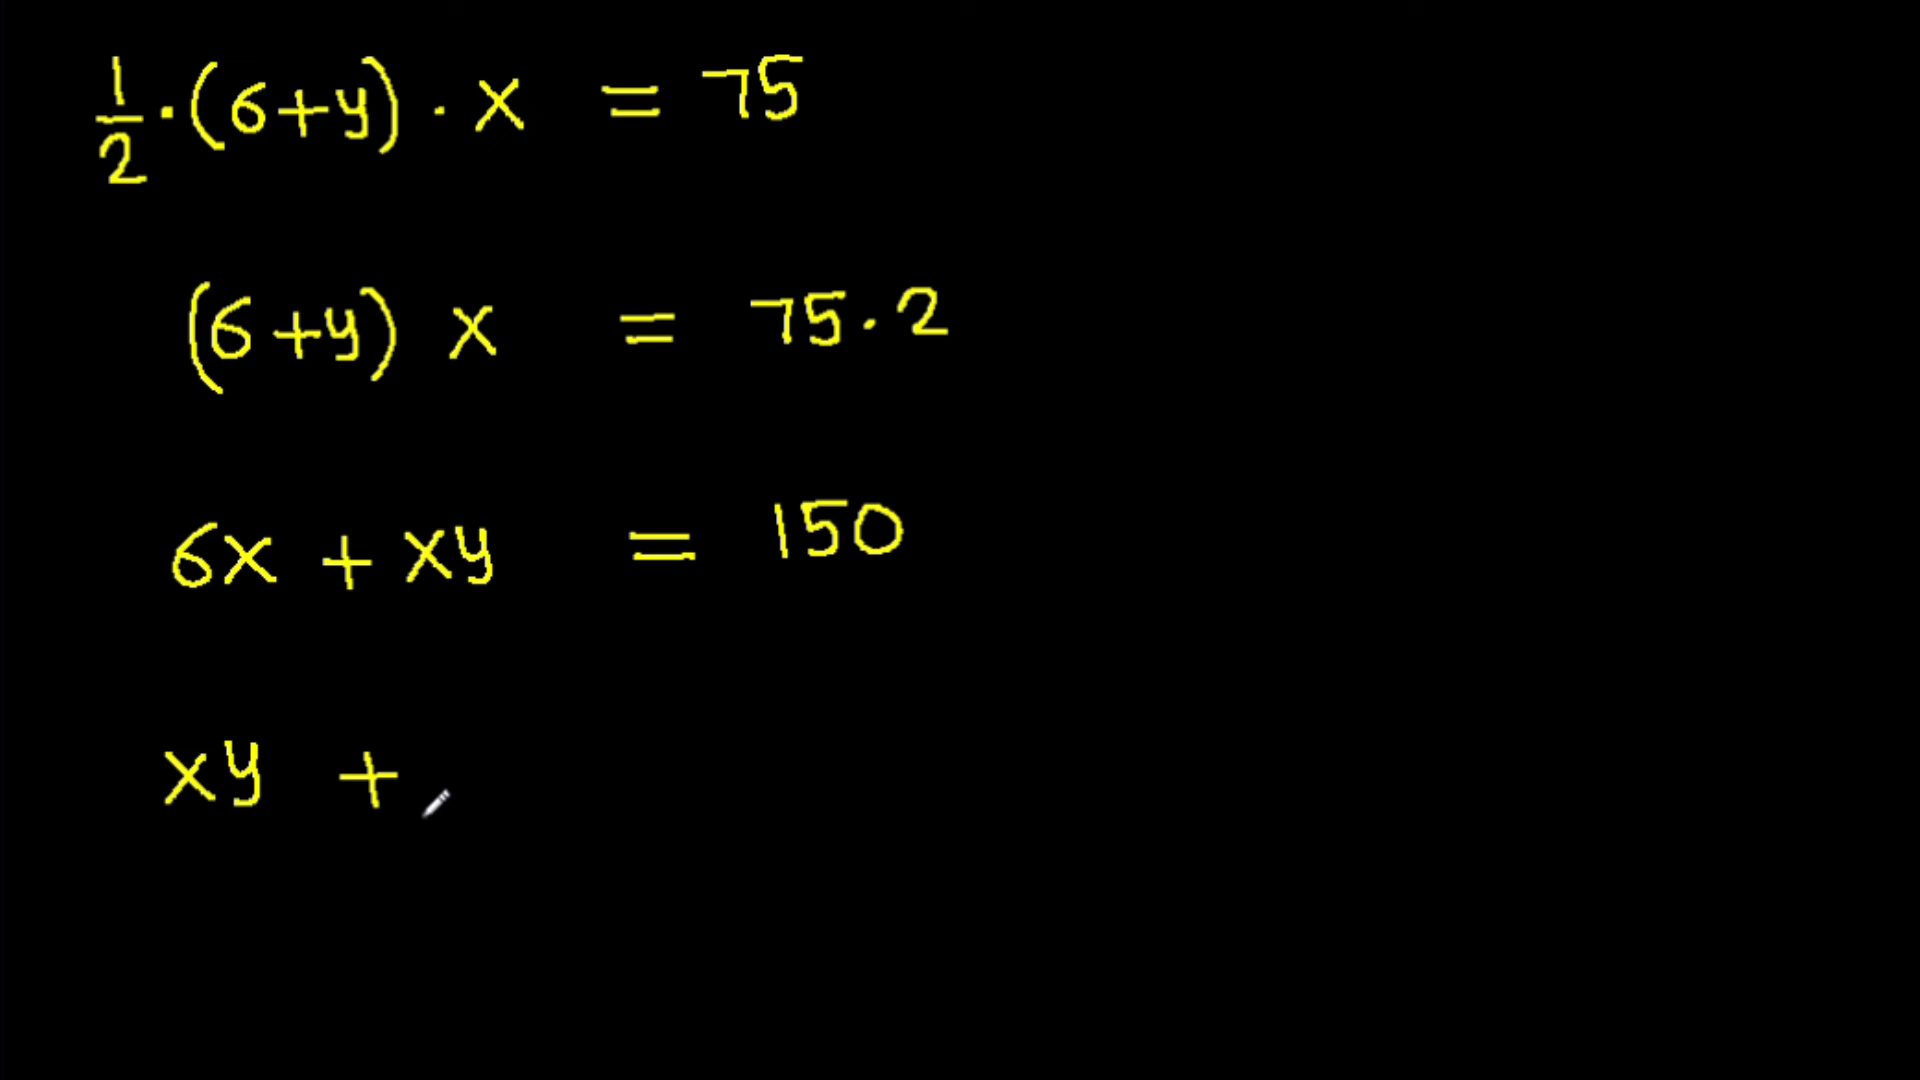 1/2 · (6+y) · x = 75
(6+y) x = 75 · 2
6x + xy = 150
xy +